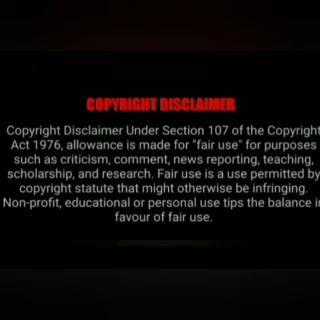 COPYRIGHT DISCLAIMER
Copyright Disclaimer Under Section 107 of the Copyright
Act 1976, allowance is made for "fair use" for purposes
such as criticism, comment, news reporting, teaching,
scholarship, and research. Fair use is a use permitted by
copyright statute that might otherwise be infringing.
Non-profit, educational or personal use tips the balance in
favour of fair use.